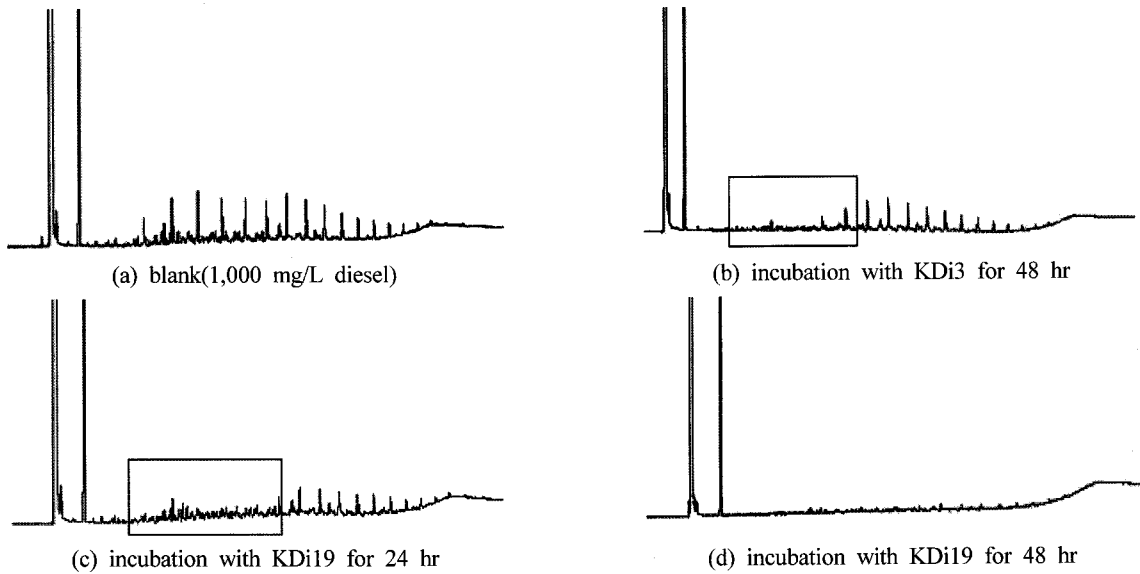 (a) blank(1,000 mg/L diesel)
(b) incubation with KDi3 for 48 hr
(c) incubation with KDi19 for 24 hr
(d) incubation with KDi19 for 48 hr